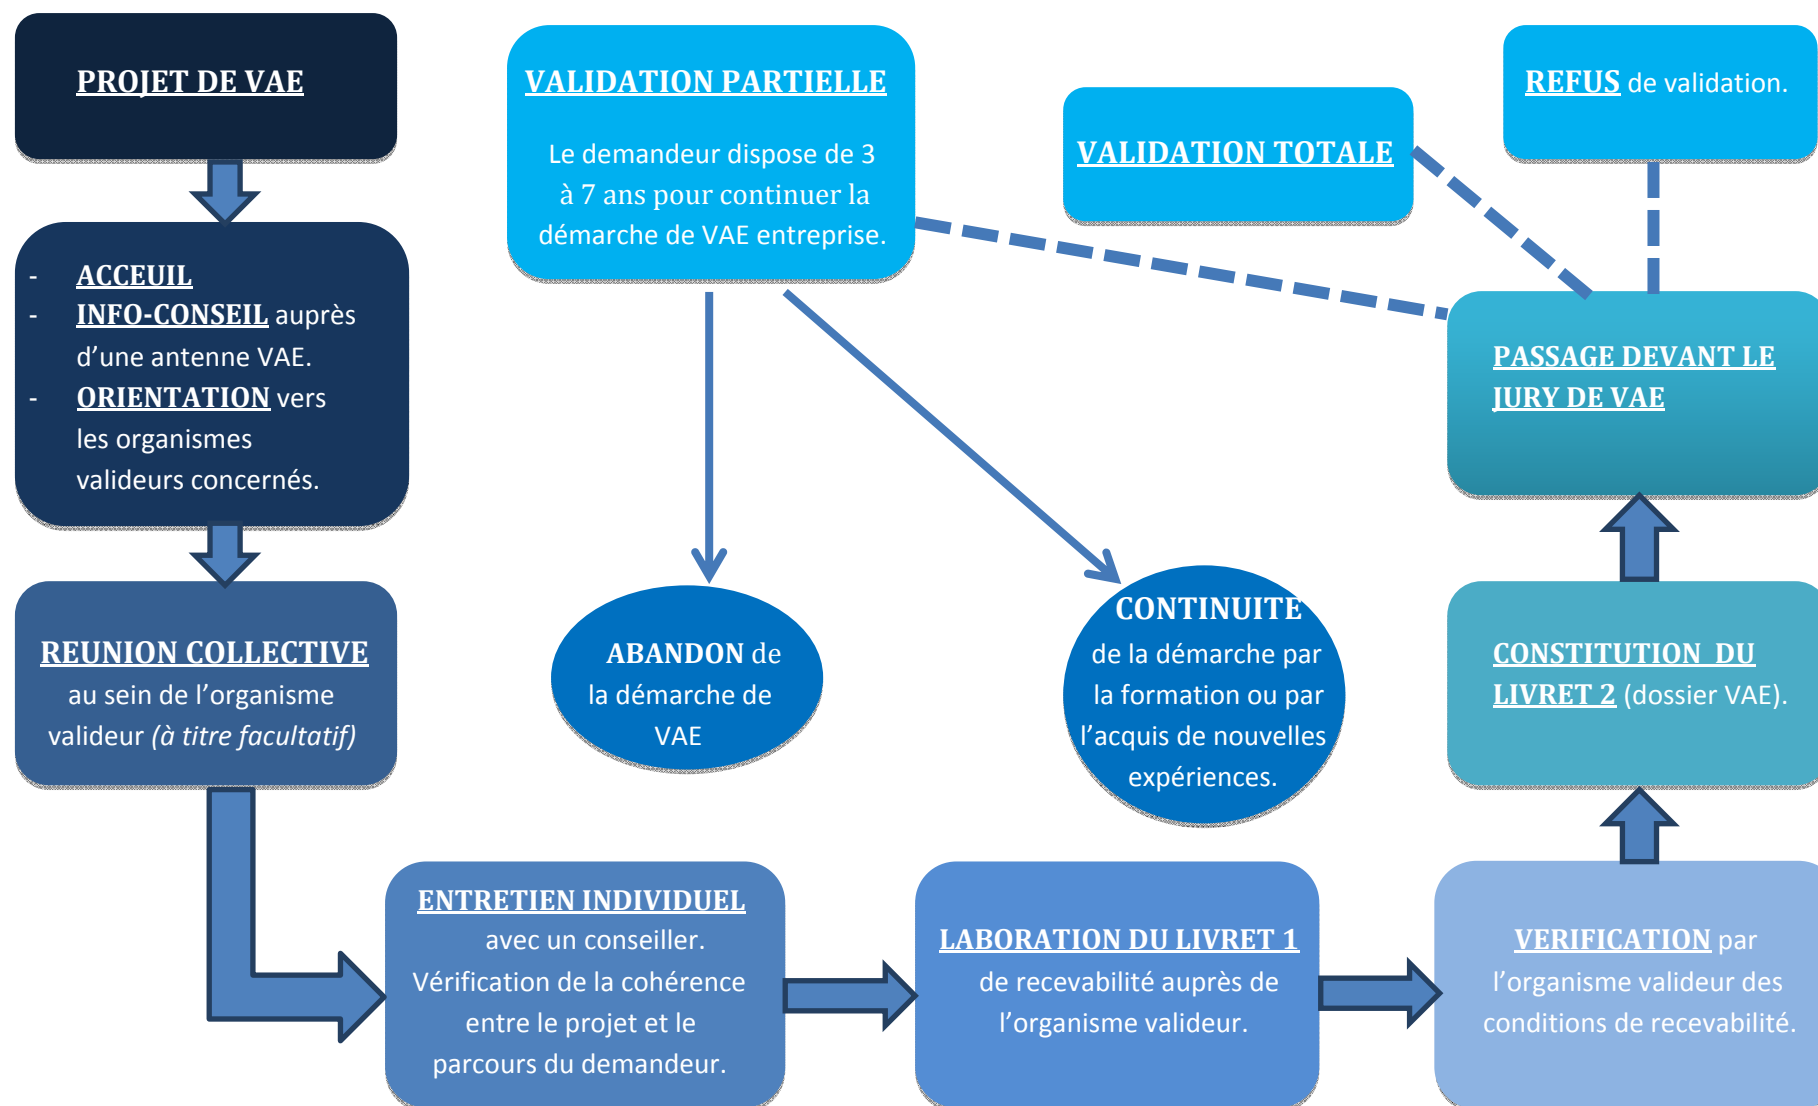 PROJET DE VAE
- ACCEUIL
- INFO-CONSEIL auprès
d’une antenne VAE.
- ORIENTATION vers
les organismes
valideurs concernés.
REUNION COLLECTIVE
au sein de l’organisme
valideur (à titre facultatif)
ENTRETIEN INDIVIDUEL
avec un conseiller.
Vérification de la cohérence
entre le projet et le
parcours du demandeur.
LABORATION DU LIVRET 1
de recevabilité auprès de
l’organisme valideur.
VERIFICATION par
l’organisme valideur des
conditions de recevabilité.
CONSTITUTION DU
LIVRET 2 (dossier VAE).
PASSAGE DEVANT LE
JURY DE VAE
REFUS de validation.
VALIDATION TOTALE
VALIDATION PARTIELLE
Le demandeur dispose de 3
à 7 ans pour continuer la
démarche de VAE entreprise.
ABANDON de
la démarche de
VAE
CONTINUITE
de la démarche par
la formation ou par
l’acquis de nouvelles
expériences.